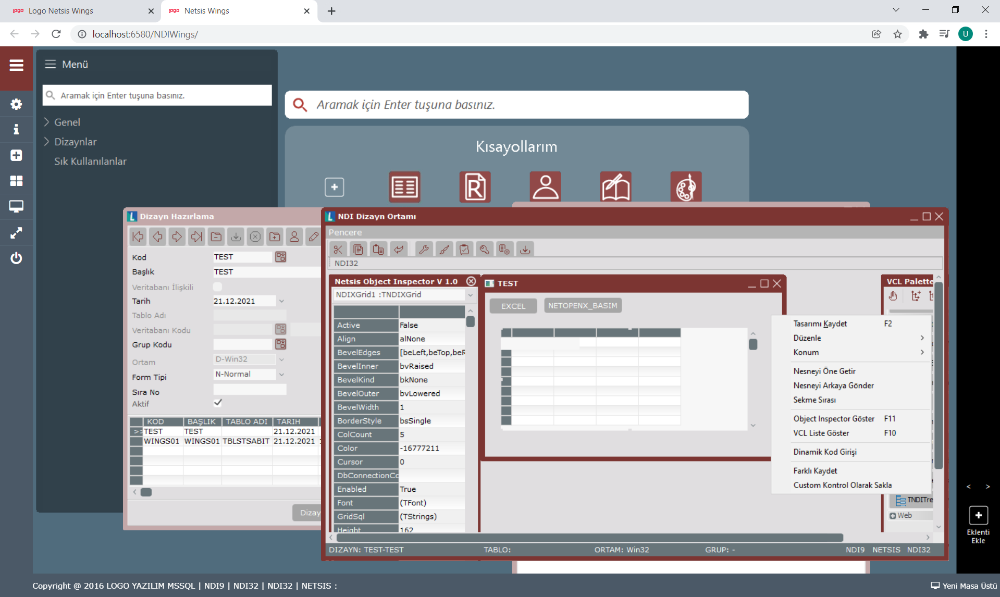 logo Logo Netsis Wings
logo Netsis Wings
localhost:6580/NDIWings/
U
Menü
Aramak için Enter tuşuna basınız.
Genel
Dizaynlar
Sık Kullanılanlar
Aramak için Enter tuşuna basınız.
Kısayollarım
R
L Dizayn Hazırlama
Kod TEST
Başlık TEST
Veritabanı İlişkili
Tarih 21.12.2021
Tablo Adı
Veritabanı Kodu
Grup Kodu
Ortam D-Win32
Form Tipi N-Normal
Sıra No
Aktif
KOD BAŞLIK TABLO ADI TARIH
>> TEST TEST 21.12.2021
WINGS01 WINGS01 TBLSTSABIT 21.12.2021
Dizay
L NDI Dizayn Ortamı
Pencere
NDI32
Netsis Object Inspector V 1.0
NDIXGrid1 :TNDIXGrid
Active False
Align alNone
BevelEdges [beLeft,beTop,beR
BevelInner bvRaised
BevelKind bkNone
BevelOuter bvLowered
BevelWidth 1
BorderStyle bsSingle
ColCount 5
Color -16777211
Cursor 0
DbConnectionCo
Enabled True
Font (TFont)
GridSql (TStrings)
Height 162
TEST
EXCEL NETOPENX_BASIM
VCL Palette
Tasarımı Kaydet F2
Düzenle
Konum
Nesneyi Öne Getir
Nesneyi Arkaya Gönder
Sekme Sırası
Object Inspector Göster F11
VCL Liste Göster F10
Dinamik Kod Girişi
Farklı Kaydet
Custom Kontrol Olarak Sakla
TNDITre
Web
DIZAYN: TEST-TEST TABLO: ORTAM: Win32 GRUP: - NDI9 NETSIS NDI32
< >
Eklenti
Ekle
Copyright @ 2016 LOGO YAZILIM MSSQL | NDI9 | NDI32 | NDI32 | NETSIS :
Yeni Masa Üstü